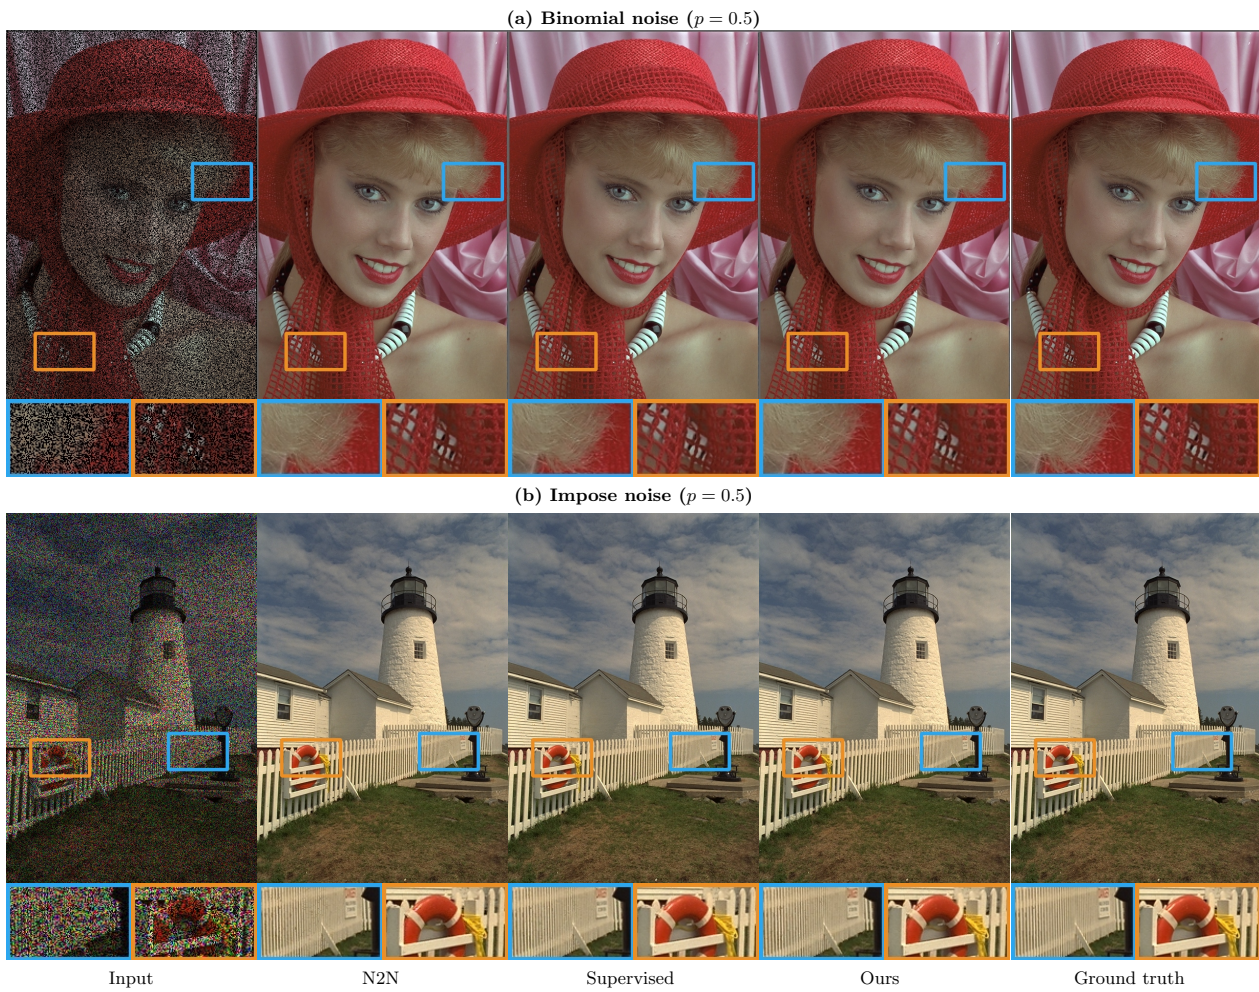 (a) Binomial noise (p = 0.5)
(b) Impose noise (p = 0.5)
Input N2N Supervised Ours Ground truth